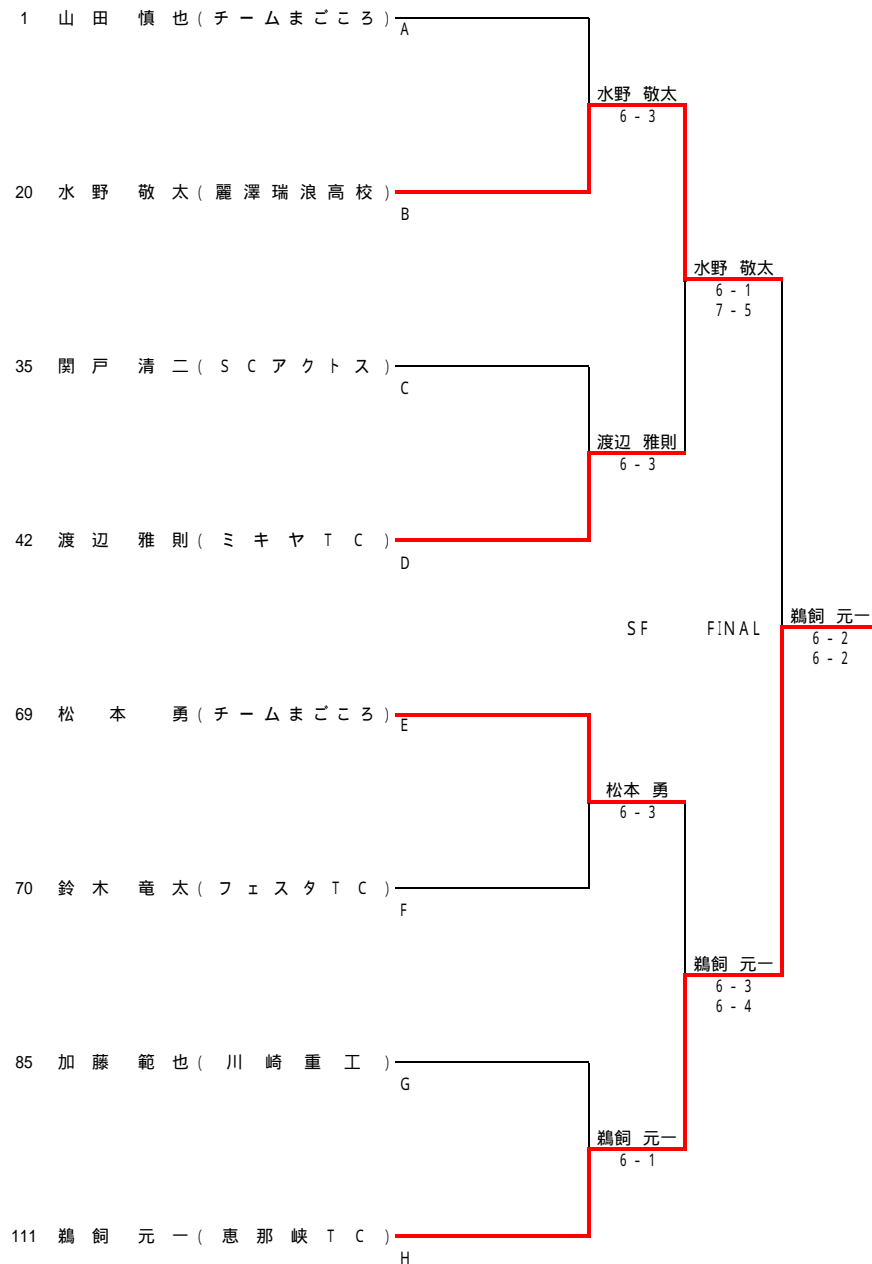 1 山田 慎也(チームまごころ)
A
水野 敬太
6 - 3
20 水野 敬太(麗澤瑞浪高校)
B
水野 敬太
6 - 1
7 - 5
35 関戸 清二(SCアクトス)
C
渡辺 雅則
6 - 3
42 渡辺 雅則(ミキヤTC)
D
SF FINAL
鵜飼 元一
6 - 2
6 - 2
69 松本 勇(チームまごころ)
E
松本 勇
6 - 3
70 鈴木 竜太(フェスタTC)
F
鵜飼 元一
6 - 3
6 - 4
85 加藤 範也(川崎重工)
G
鵜飼 元一
6 - 1
111 鵜飼 元一(恵那峡TC)
H